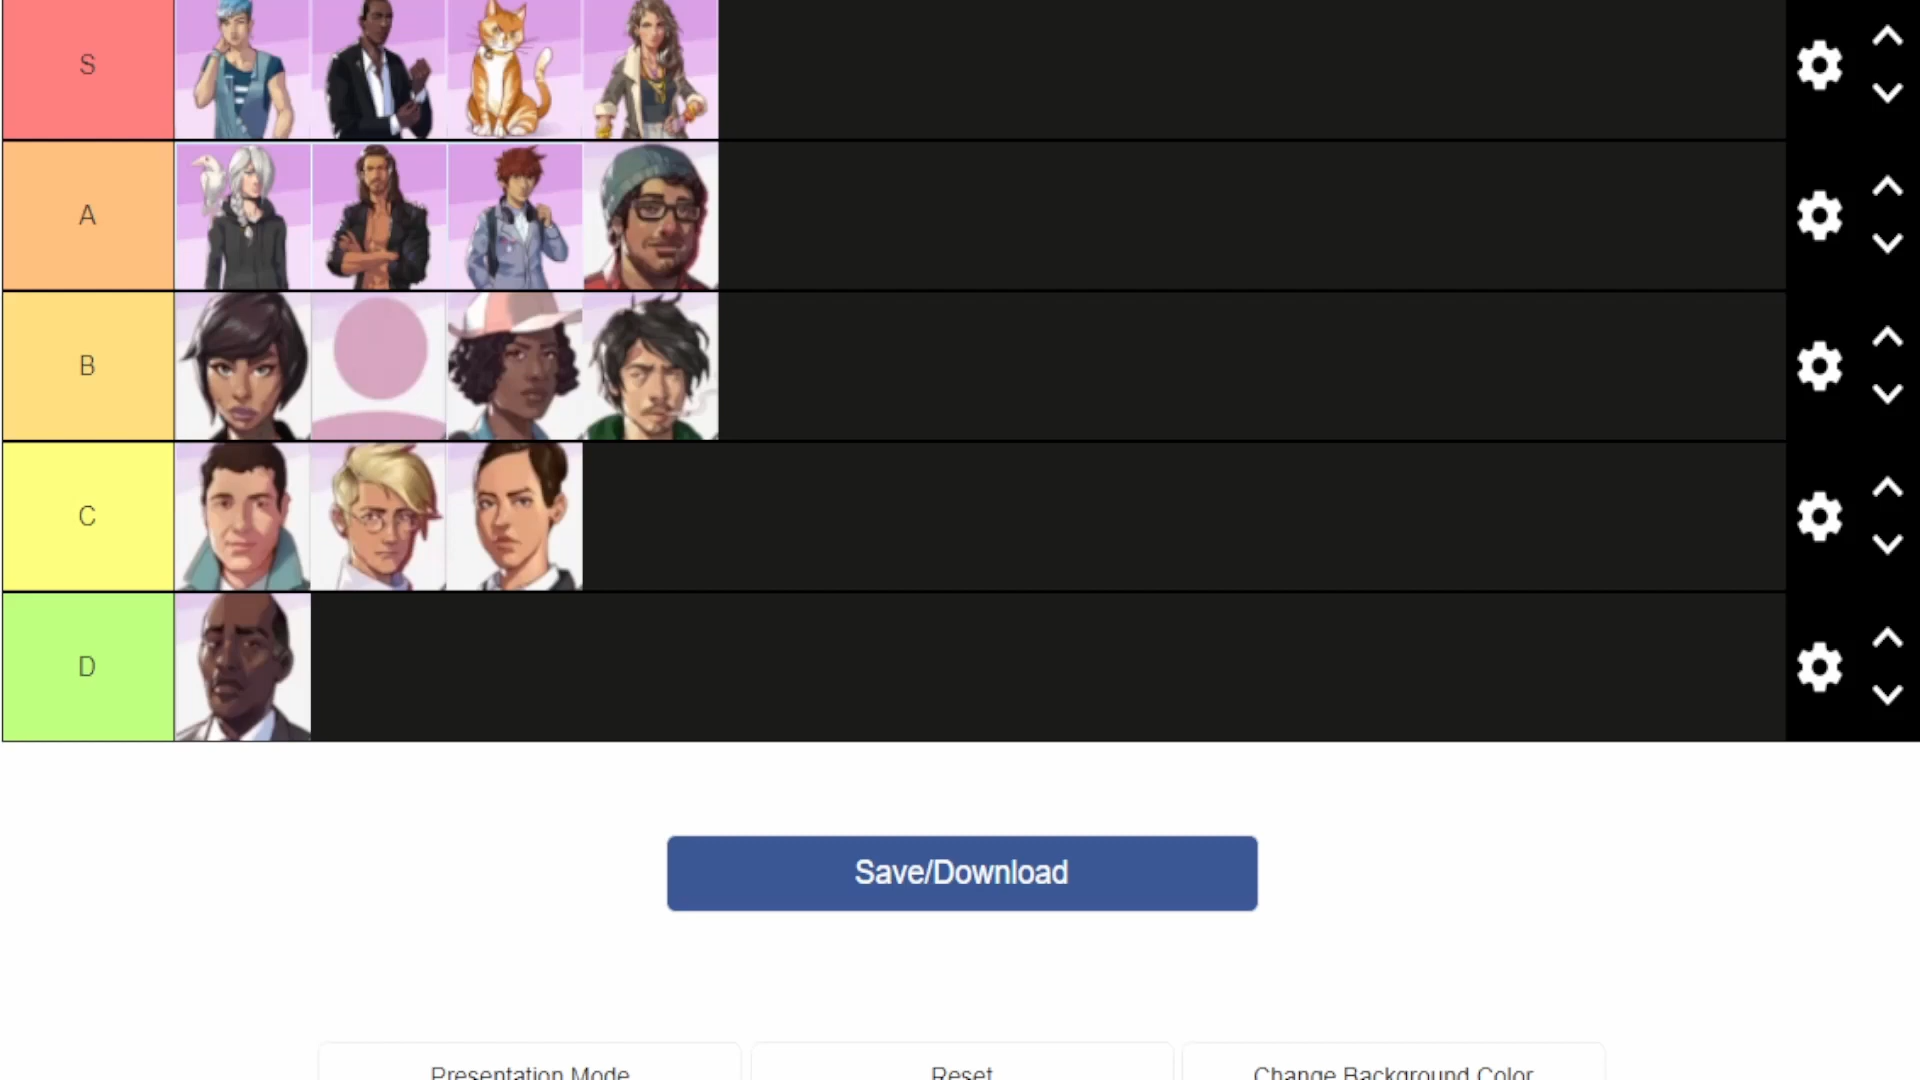 S
A
B
C
D
Save/Download
Presentation Mode
Reset
Change Background Color